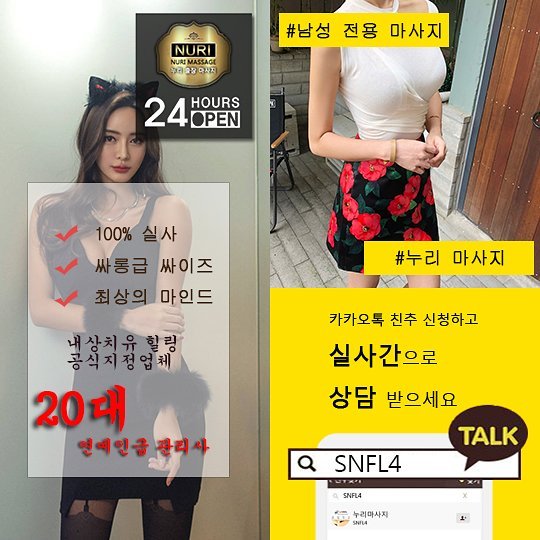 NURI
NURI MASSAGE
누리 출장 마사지
24 HOURS OPEN
100% 실사
싸롱급 싸이즈
최상의 마인드
내상치유 힐링
공식지정업체
20대
연예인급 관리사
#남성 전용 마사지
#누리 마사지
카카오톡 친추 신청하고
실사간으로
상담 받으세요
TALK
SNFL4
SNFL4
X
누리마사지
SNFL4